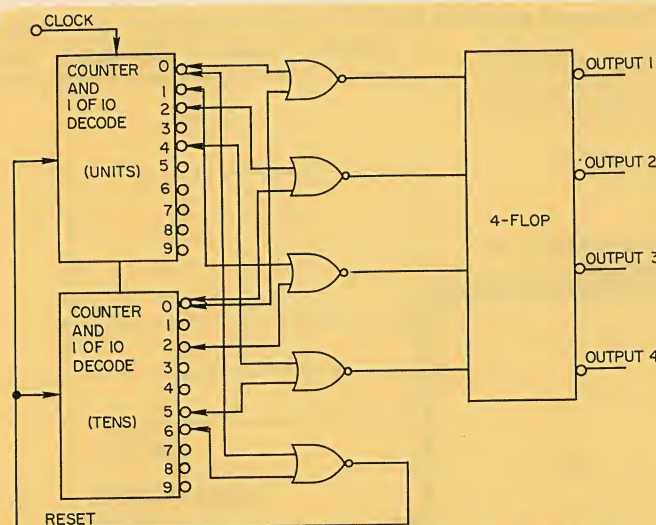 CLOCK
COUNTER
AND
1 OF 10
DECODE
(UNITS)
0
1
2
3
4
5
6
7
8
9
COUNTER
AND
1 OF 10
DECODE
(TENS)
0
1
2
3
4
5
6
7
8
9
RESET
4-FLOP
OUTPUT 1
OUTPUT 2
OUTPUT 3
OUTPUT 4